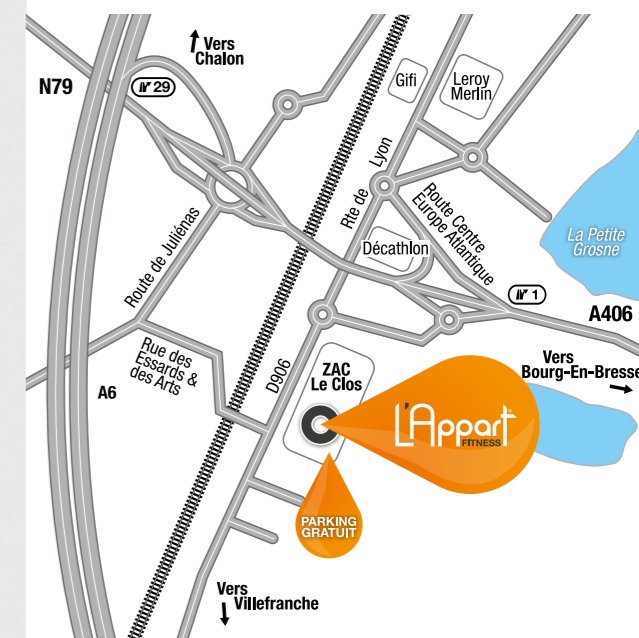 Vers
Chalon
N79
29
Gifi
Leroy
Merlin
Rte de Lyon
Route Centre
Europe Atlantique
La Petite
Grosne
Route de Juliénas
Décathlon
1
A406
Rue des
Essards &
des Arts
A6
D906
ZAC
Le Clos
Vers
Bourg-En-Bresse
L'Appart
FITNESS
PARKING
GRATUIT
Vers
Villefranche